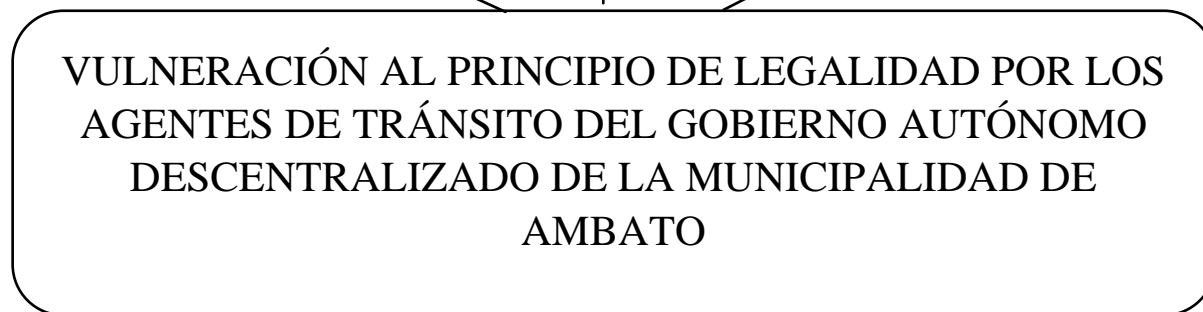 VULNERACIÓN AL PRINCIPIO DE LEGALIDAD POR LOS
AGENTES DE TRÁNSITO DEL GOBIERNO AUTÓNOMO
DESCENTRALIZADO DE LA MUNICIPALIDAD DE
AMBATO